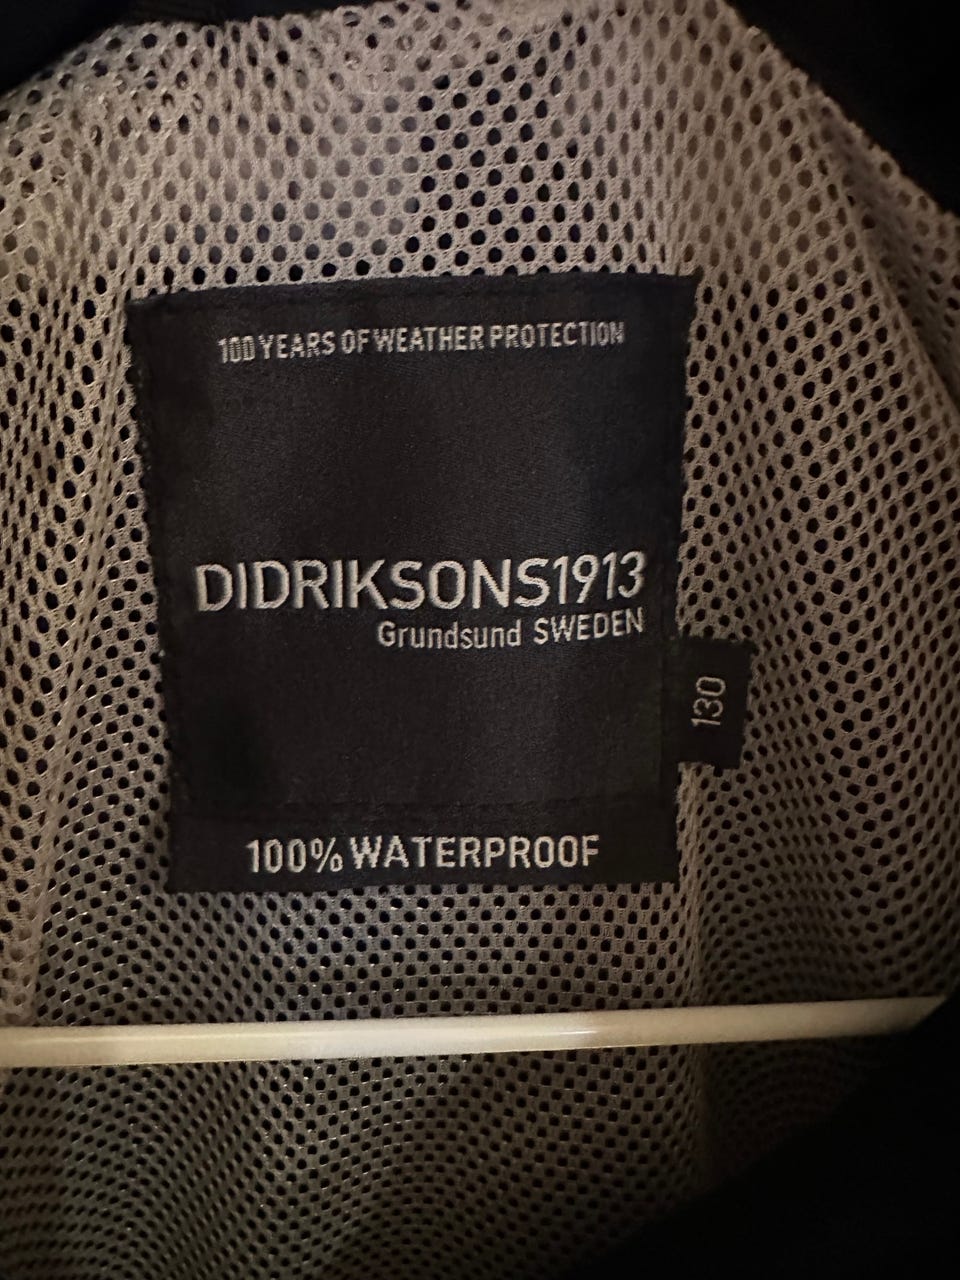 100 YEARS OF WEATHER PROTECTION
DIDRIKSONS1913
Grundsund SWEDEN
130
100% WATERPROOF